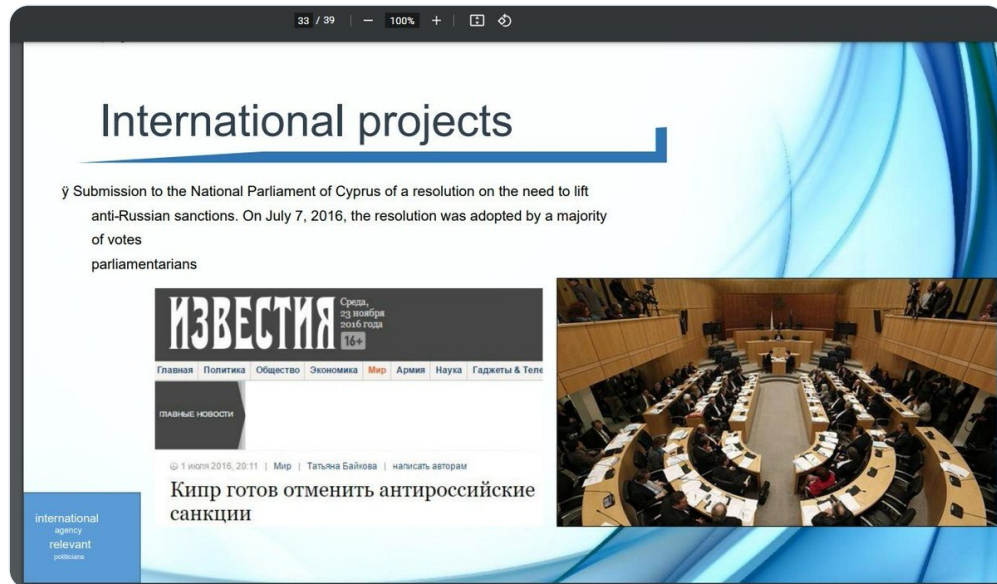 33 / 39
100%
International projects
ÿ Submission to the National Parliament of Cyprus of a resolution on the need to lift
anti-Russian sanctions. On July 7, 2016, the resolution was adopted by a majority
of votes
parliamentarians
ИЗВЕСТИЯ
Среда,
23 ноября
2016 года
16+
Главная Политика Общество Экономика Мир Армия Наука Гаджеты & Теле
ГЛАВНЫЕ НОВОСТИ
1 июля 2016, 20:11 | Мир | Татьяна Байкова | написать авторам
Кипр готов отменить антироссийские
санкции
international
agency
relevant
politicians